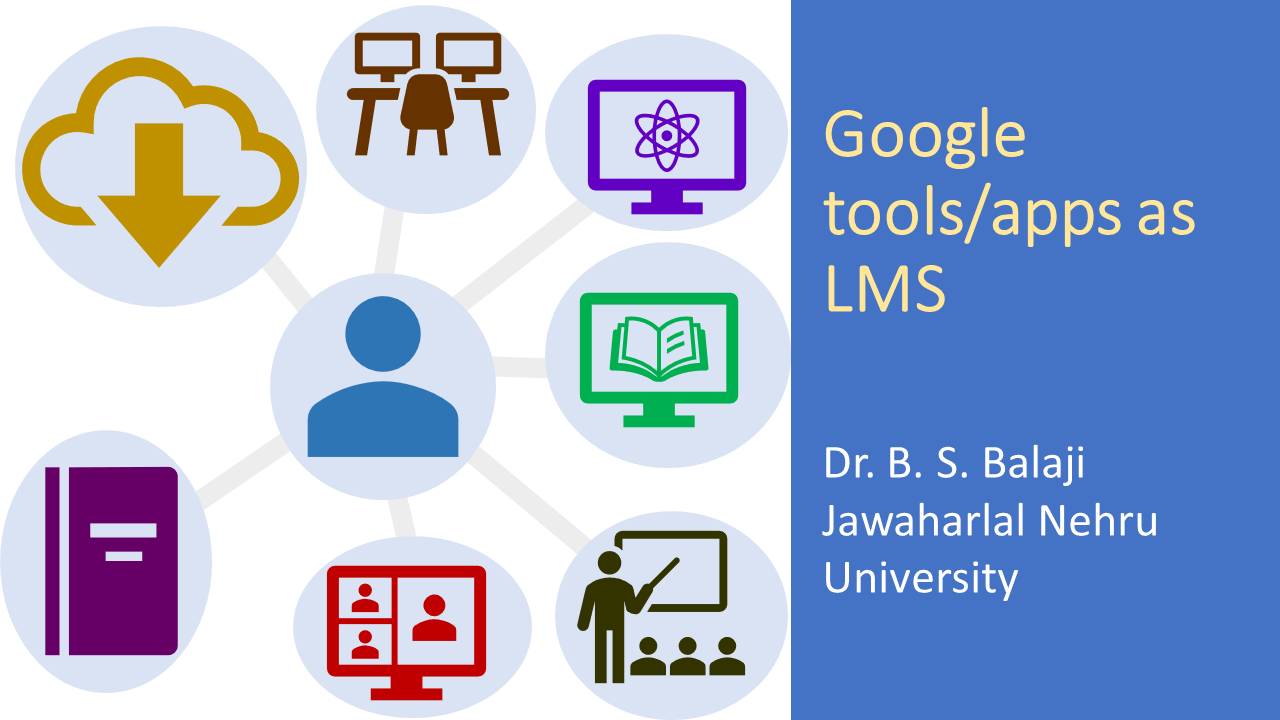 Google
tools/apps as
LMS
Dr. B. S. Balaji
Jawaharlal Nehru
University